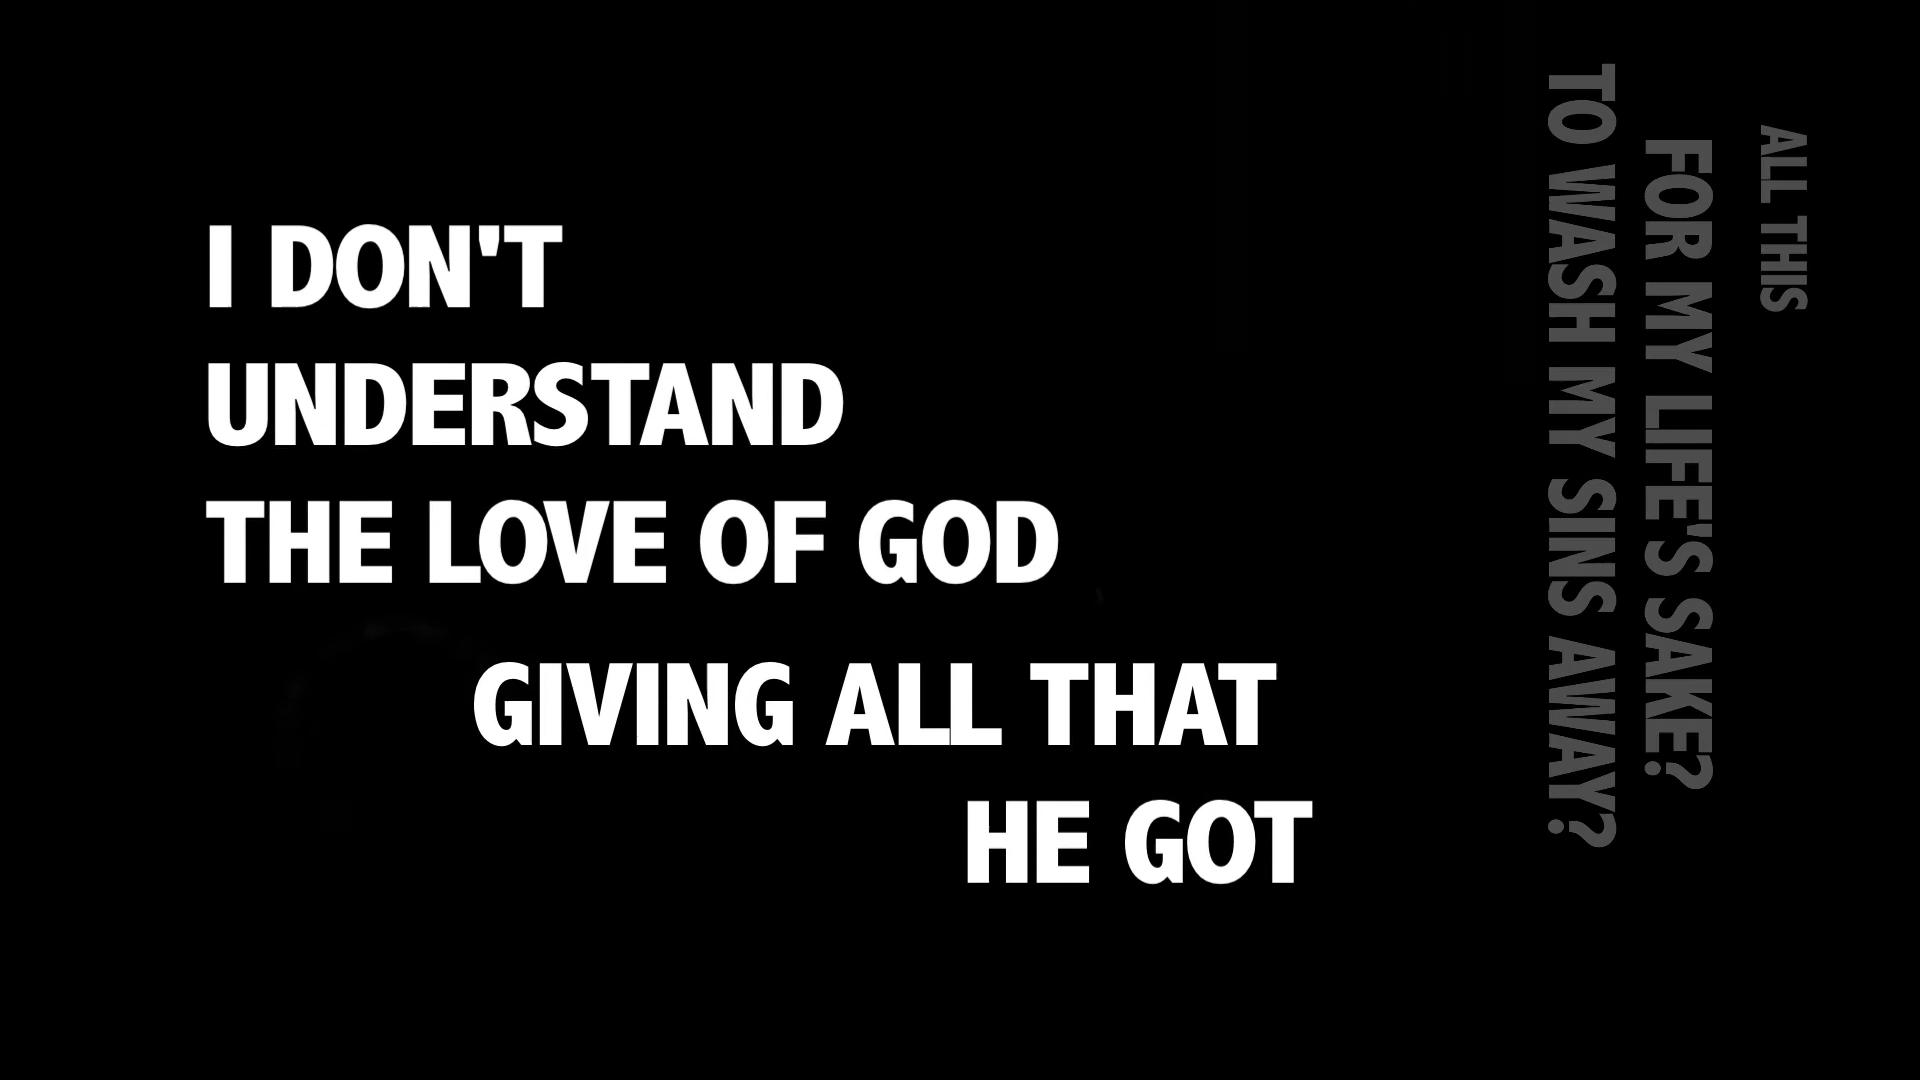 I DON'T
UNDERSTAND
THE LOVE OF GOD
GIVING ALL THAT
HE GOT
ALL THIS
FOR MY LIFE'S SAKE?
TO WASH MY SINS AWAY?